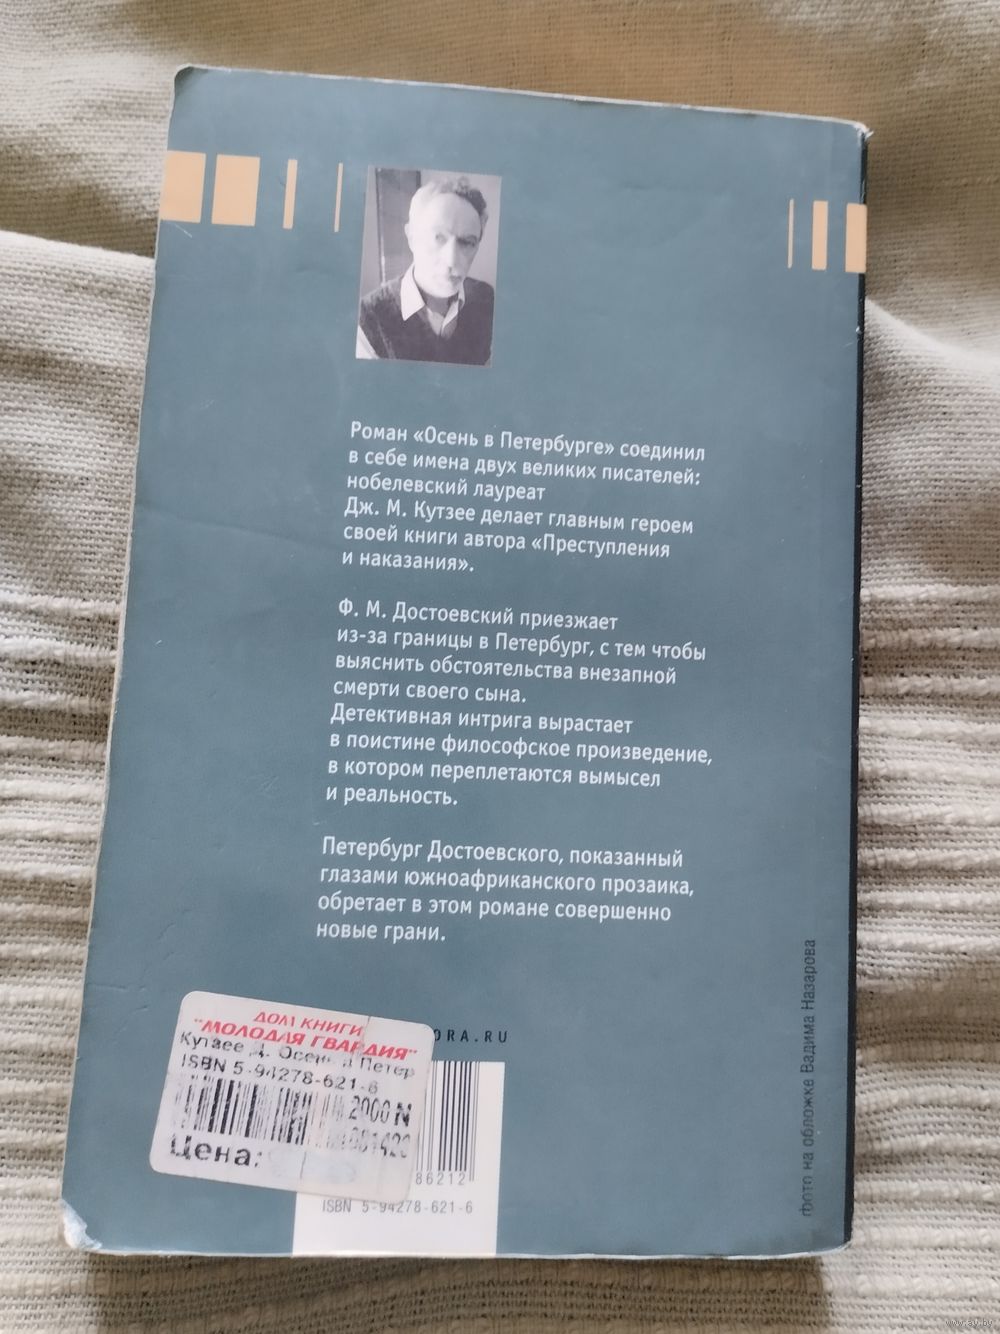 Роман «Осень в Петербурге» соединил
в себе имена двух великих писателей:
нобелевский лауреат
Дж. М. Кутзее делает главным героем
своей книги автора «Преступления
и наказания».
Ф. М. Достоевский приезжает
из-за границы в Петербург, с тем чтобы
выяснить обстоятельства внезапной
смерти своего сына.
Детективная интрига вырастает
в поистине философское произведение,
в котором переплетаются вымысел
и реальность.
Петербург Достоевского, показанный
глазами южноафриканского прозаика,
обретает в этом романе совершенно
новые грани.
ORA.RU
ДОМ КНИГИ
"МОЛОДАЯ ГВАРДИЯ"
Кутзее Д. Осень в Петер
ISBN 5-94278-621-6
2000 N
Цена:
86212
ISBN 5-94278-621-6
фото на обложке Вадима Назарова